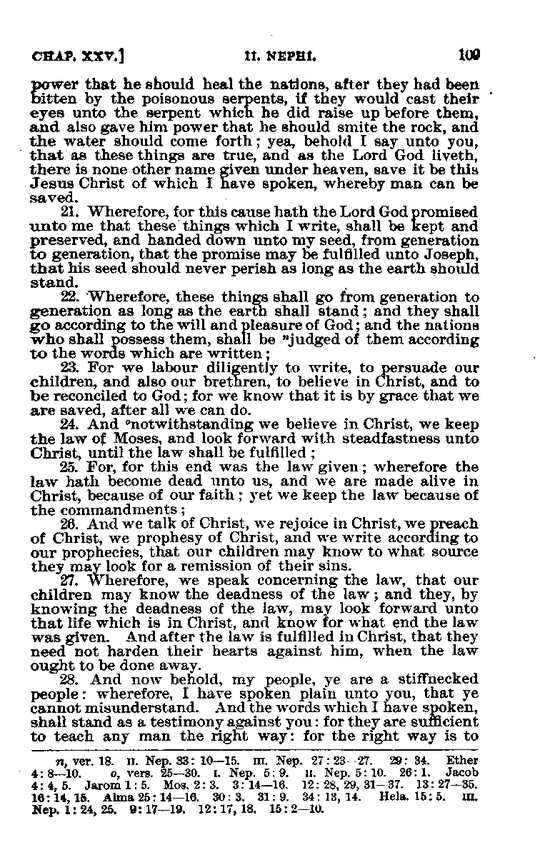 CHAP. XXV.] II. NEPHI. 109
power that he should heal the nations, after they had been
bitten by the poisonous serpents, if they would cast their
eyes unto the serpent which he did raise up before them,
and also gave him power that he should smite the rock, and
the water should come forth; yea, behold I say unto you,
that as these things are true, and as the Lord God liveth,
there is none other name given under heaven, save it be this
Jesus Christ of which I have spoken, whereby man can be
saved.
21. Wherefore, for this cause hath the Lord God promised
unto me that these things which I write, shall be kept and
preserved, and handed down unto my seed, from generation
to generation, that the promise may be fulfilled unto Joseph,
that his seed should never perish as long as the earth should
stand.
22. Wherefore, these things shall go from generation to
generation as long as the earth shall stand; and they shall
go according to the will and pleasure of God; and the nations
who shall possess them, shall be ⁿjudged of them according
to the words which are written;
23. For we labour diligently to write, to persuade our
children, and also our brethren, to believe in Christ, and to
be reconciled to God; for we know that it is by grace that we
are saved, after all we can do.
24. And ᵒnotwithstanding we believe in Christ, we keep
the law of Moses, and look forward with steadfastness unto
Christ, until the law shall be fulfilled;
25. For, for this end was the law given; wherefore the
law hath become dead unto us, and we are made alive in
Christ, because of our faith; yet we keep the law because of
the commandments;
26. And we talk of Christ, we rejoice in Christ, we preach
of Christ, we prophesy of Christ, and we write according to
our prophecies, that our children may know to what source
they may look for a remission of their sins.
27. Wherefore, we speak concerning the law, that our
children may know the deadness of the law; and they, by
knowing the deadness of the law, may look forward unto
that life which is in Christ, and know for what end the law
was given. And after the law is fulfilled in Christ, that they
need not harden their hearts against him, when the law
ought to be done away.
28. And now behold, my people, ye are a stiffnecked
people: wherefore, I have spoken plain unto you, that ye
cannot misunderstand. And the words which I have spoken,
shall stand as a testimony against you: for they are sufficient
to teach any man the right way: for the right way is to
n, ver. 18. II. Nep. 33: 10—15. III. Nep. 27: 23—27. 29: 34. Ether
4: 8—10. o, vers. 25—30. I. Nep. 5: 9. II. Nep. 5: 10. 26: 1. Jacob
4: 4, 5. Jarom 1: 5. Mos. 2: 3. 3: 14—16. 12: 28, 29, 31—37. 13: 27—35.
16: 14, 15. Alma 25: 14—16. 30: 3. 31: 9. 34: 13, 14. Hela. 15: 5. III.
Nep. 1: 24, 25. 9: 17—19. 12: 17, 18. 15: 2—10.